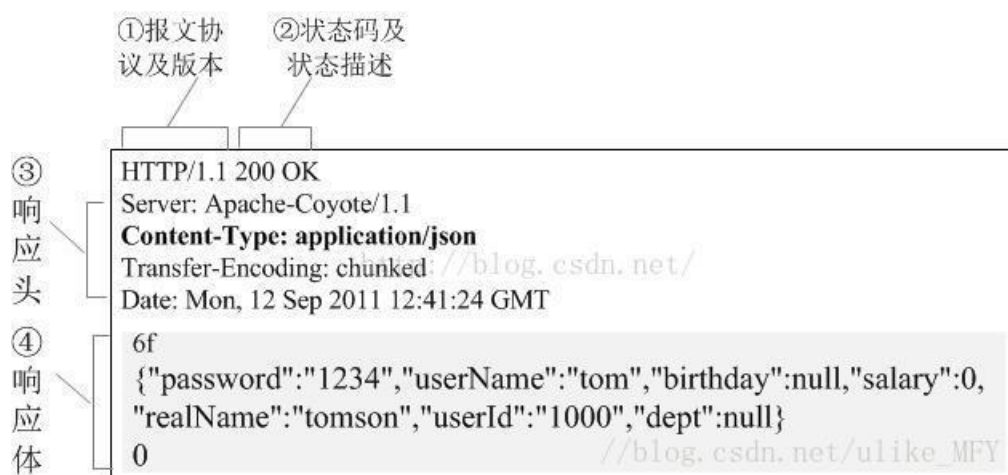 ①报文协
议及版本
②状态码及
状态描述
HTTP/1.1 200 OK
③
响
应
头
Server: Apache-Coyote/1.1
Content-Type: application/json
Transfer-Encoding: chunked
Date: Mon, 12 Sep 2011 12:41:24 GMT
http://blog.csdn.net/
④
响
应
体
6f
{"password":"1234","userName":"tom","birthday":null,"salary":0,
"realName":"tomson","userId":"1000","dept":null}
0
//blog.csdn.net/ulike_MFY